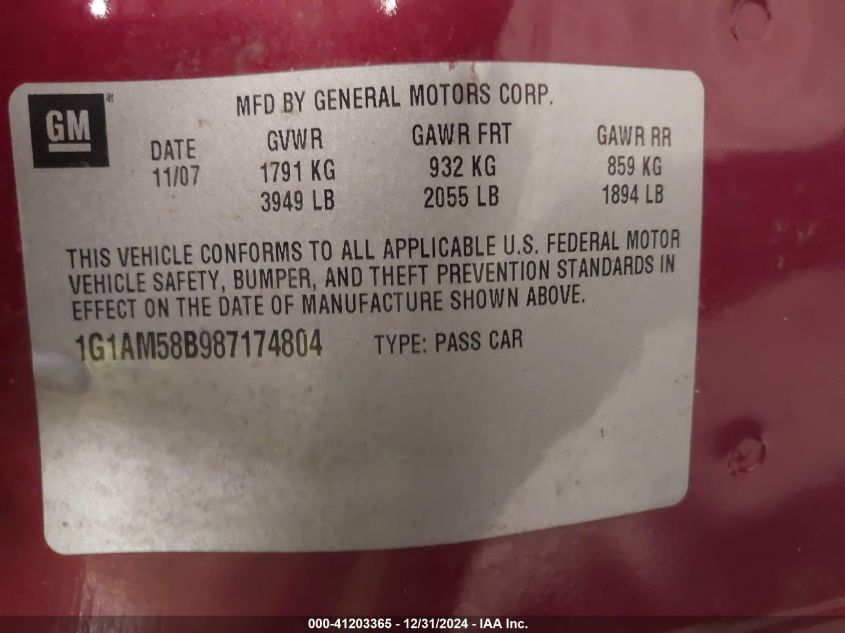 GM®
MFD BY GENERAL MOTORS CORP.
DATE GVWR GAWR FRT GAWR RR
11/07 1791 KG 932 KG 859 KG
3949 LB 2055 LB 1894 LB
THIS VEHICLE CONFORMS TO ALL APPLICABLE U.S. FEDERAL MOTOR
VEHICLE SAFETY, BUMPER, AND THEFT PREVENTION STANDARDS IN
EFFECT ON THE DATE OF MANUFACTURE SHOWN ABOVE.
1G1AM58B987174804 TYPE: PASS CAR
000-41203365 - 12/31/2024 - IAA Inc.